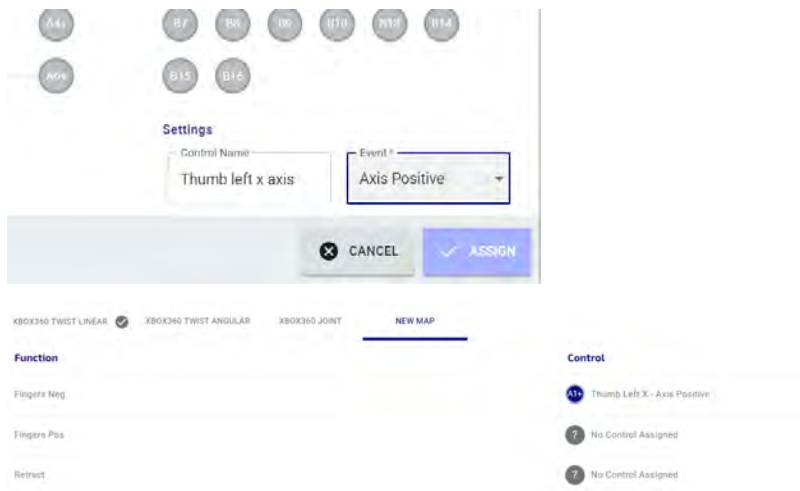 B7 B8 B9 B10 B13 B14
B15 B16
Settings
Control Name
Event *
Thumb left x axis
Axis Positive
CANCEL
ASSIGN
XBOX360 TWIST LINEAR
XBOX360 TWIST ANGULAR
XBOX360 JOINT
NEW MAP
Function
Control
Fingers Neg
A1+ Thumb Left X - Axis Positive
Fingers Pos
? No Control Assigned
Retract
? No Control Assigned